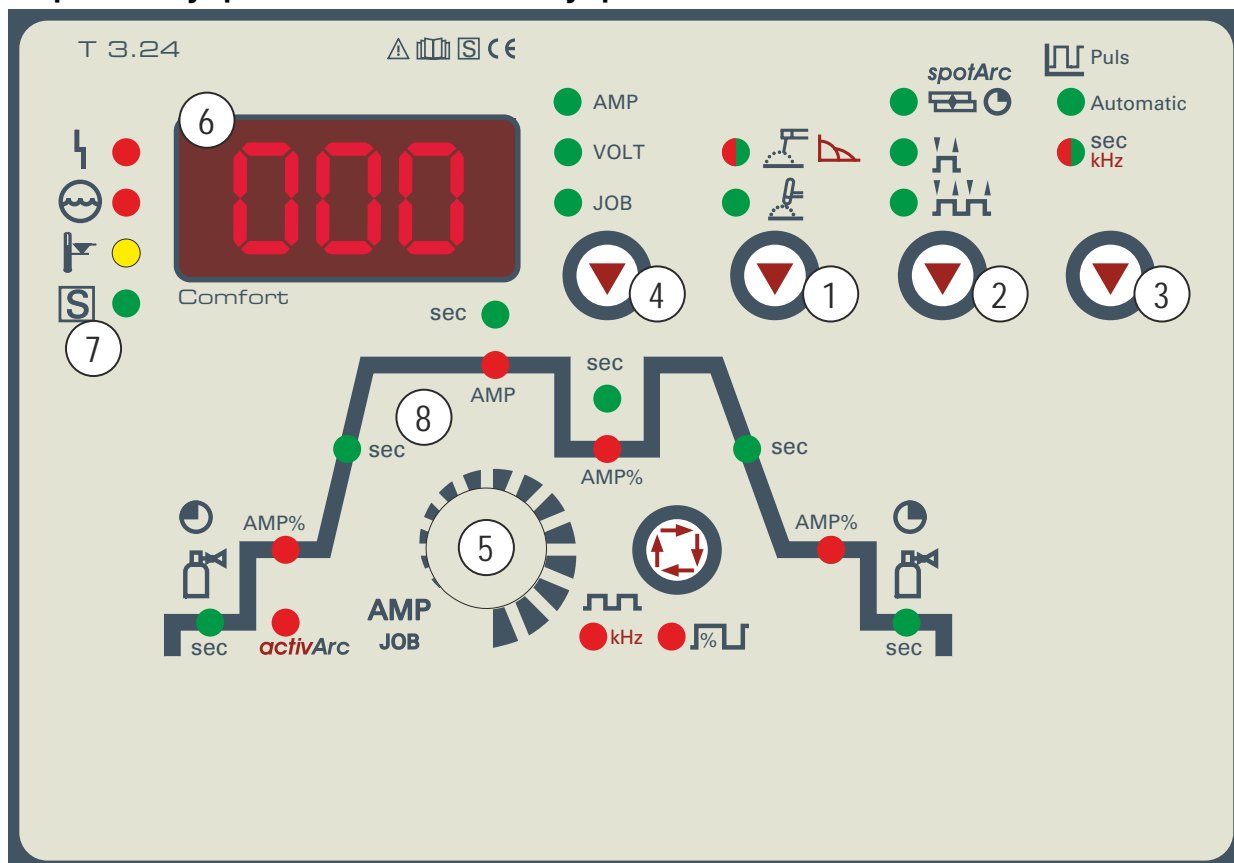 T 3.24
S CE
Puls
spotArc
6
AMP
Automatic
000
VOLT
sec
kHz
JOB
S
Comfort
4
1
2
3
7
sec
sec
AMP
8
sec
AMP%
sec
AMP%
5
AMP%
AMP
JOB
sec
activArc
kHz
%
sec